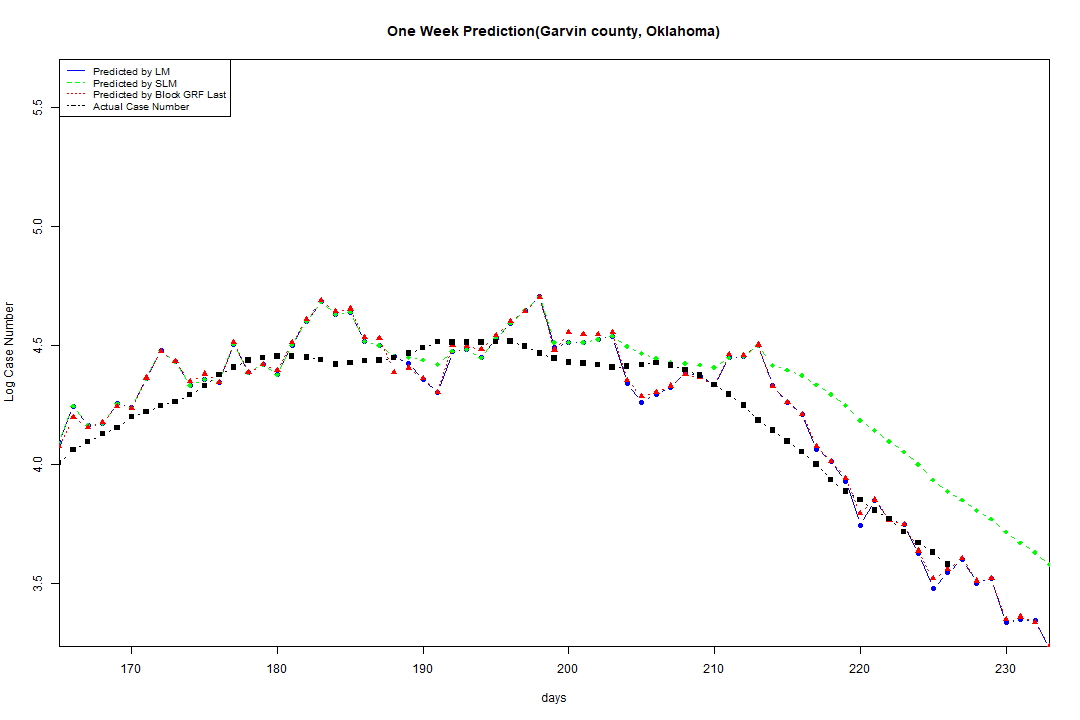 One Week Prediction(Garvin county, Oklahoma)
Predicted by LM
Predicted by SLM
Predicted by Block GRF Last
Actual Case Number
5.5
5.0
4.5
4.0
3.5
Log Case Number
170 180 190 200 210 220 230
days